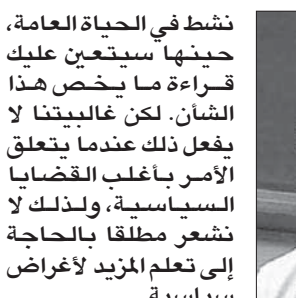 نشط في الحياة العامة،
حينها سيتعين عليك
قراءة ما يخص هذا
الشأن. لكن غالبيتنا لا
يفعل ذلك عندما يتعلق
الأمر بأغلب القضايا
السياسية، ولذلك لا
نشعر مطلقا بالحاجة
إلى تعلم المزيد لأغراض
سياسية